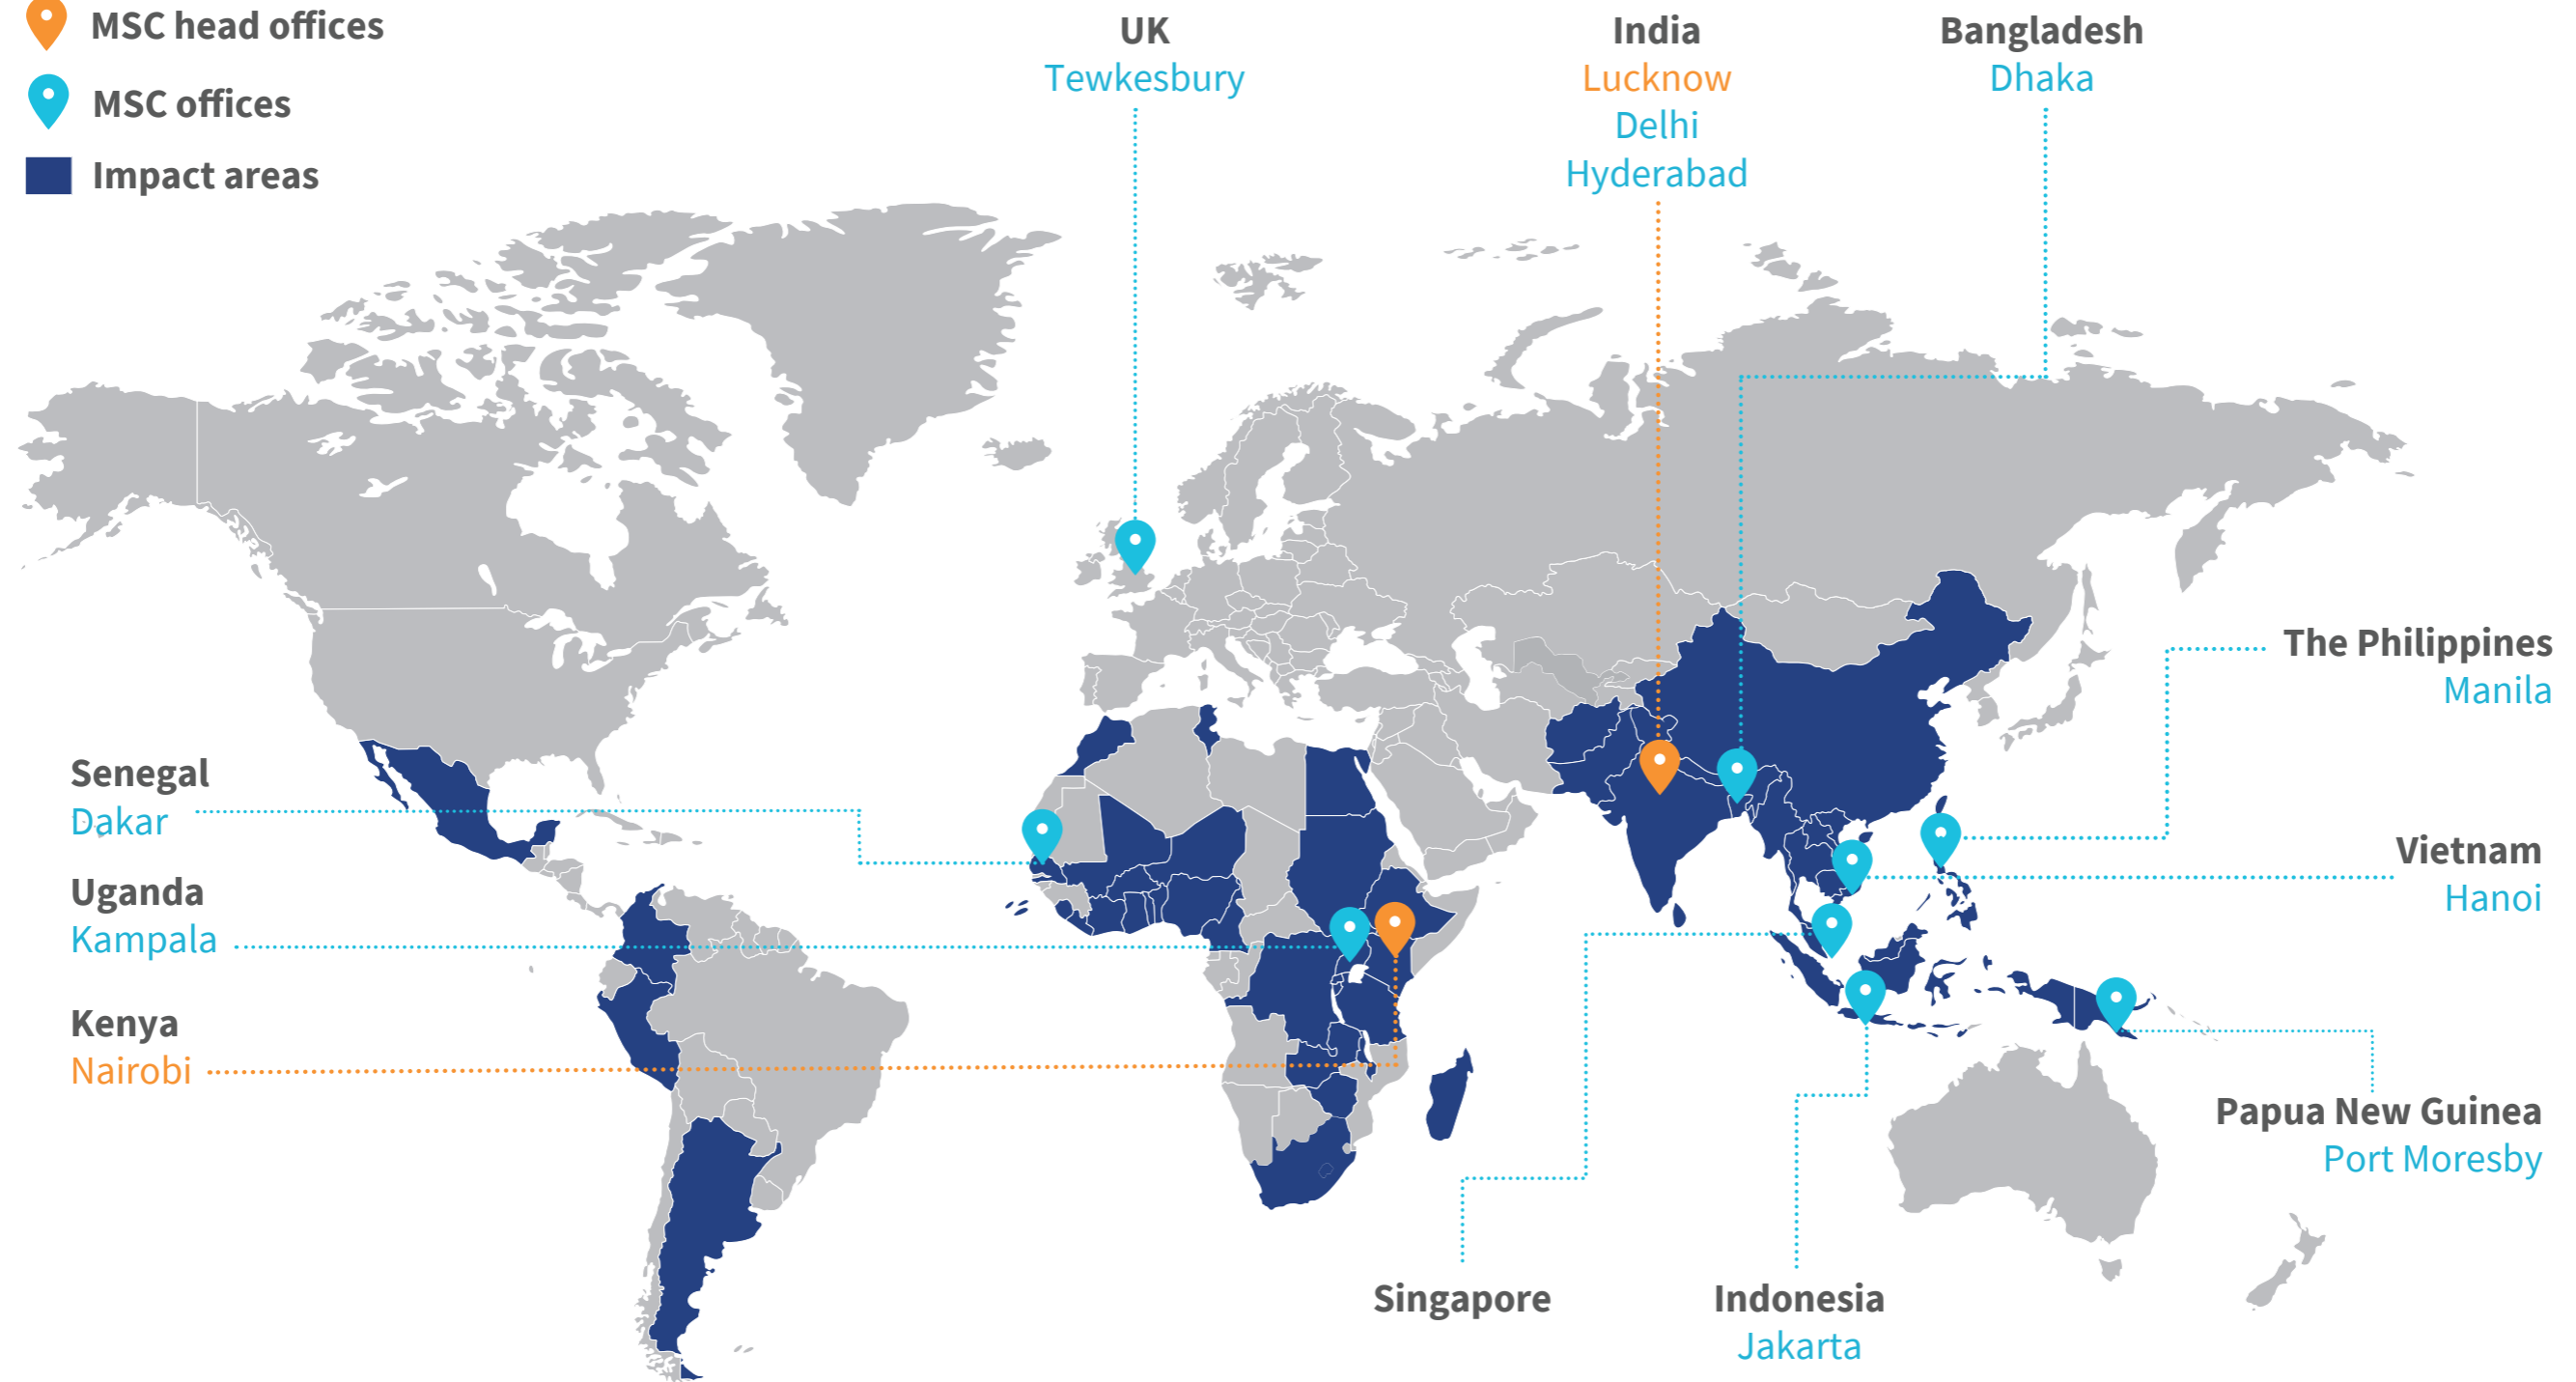 MSC head offices
MSC offices
Impact areas
UK
Tewkesbury
India
Lucknow
Delhi
Hyderabad
Bangladesh
Dhaka
The Philippines
Manila
Vietnam
Hanoi
Senegal
Dakar
Uganda
Kampala
Kenya
Nairobi
Papua New Guinea
Port Moresby
Singapore
Indonesia
Jakarta